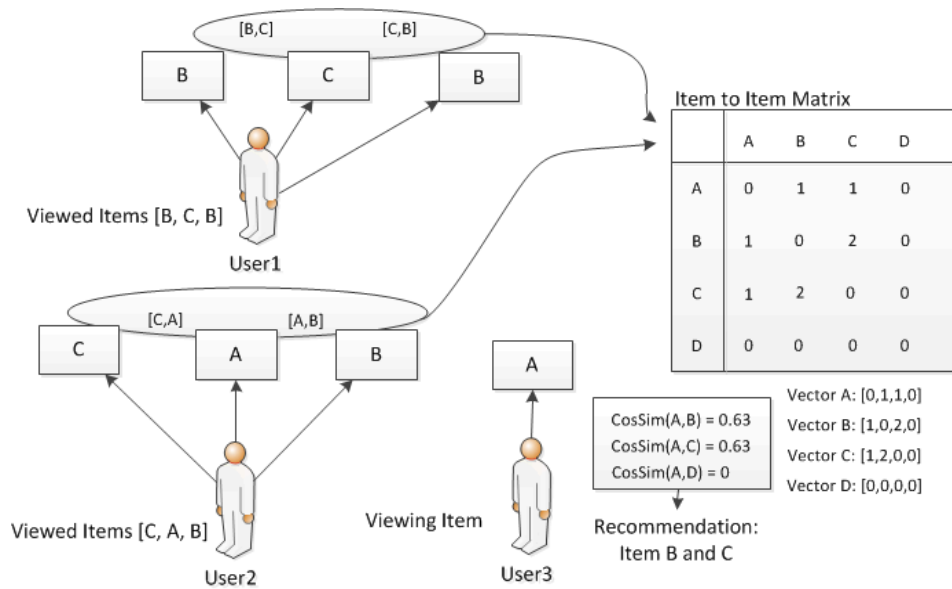 [B,C] [C,B]
B C B
Viewed Items [B, C, B]
User1
[C,A] [A,B]
C A B
Viewed Items [C, A, B]
User2
A
Viewing Item
User3
Item to Item Matrix
A B C D
A 0 1 1 0
B 1 0 2 0
C 1 2 0 0
D 0 0 0 0
CosSim(A,B) = 0.63
CosSim(A,C) = 0.63
CosSim(A,D) = 0
Vector A: [0,1,1,0]
Vector B: [1,0,2,0]
Vector C: [1,2,0,0]
Vector D: [0,0,0,0]
Recommendation:
Item B and C